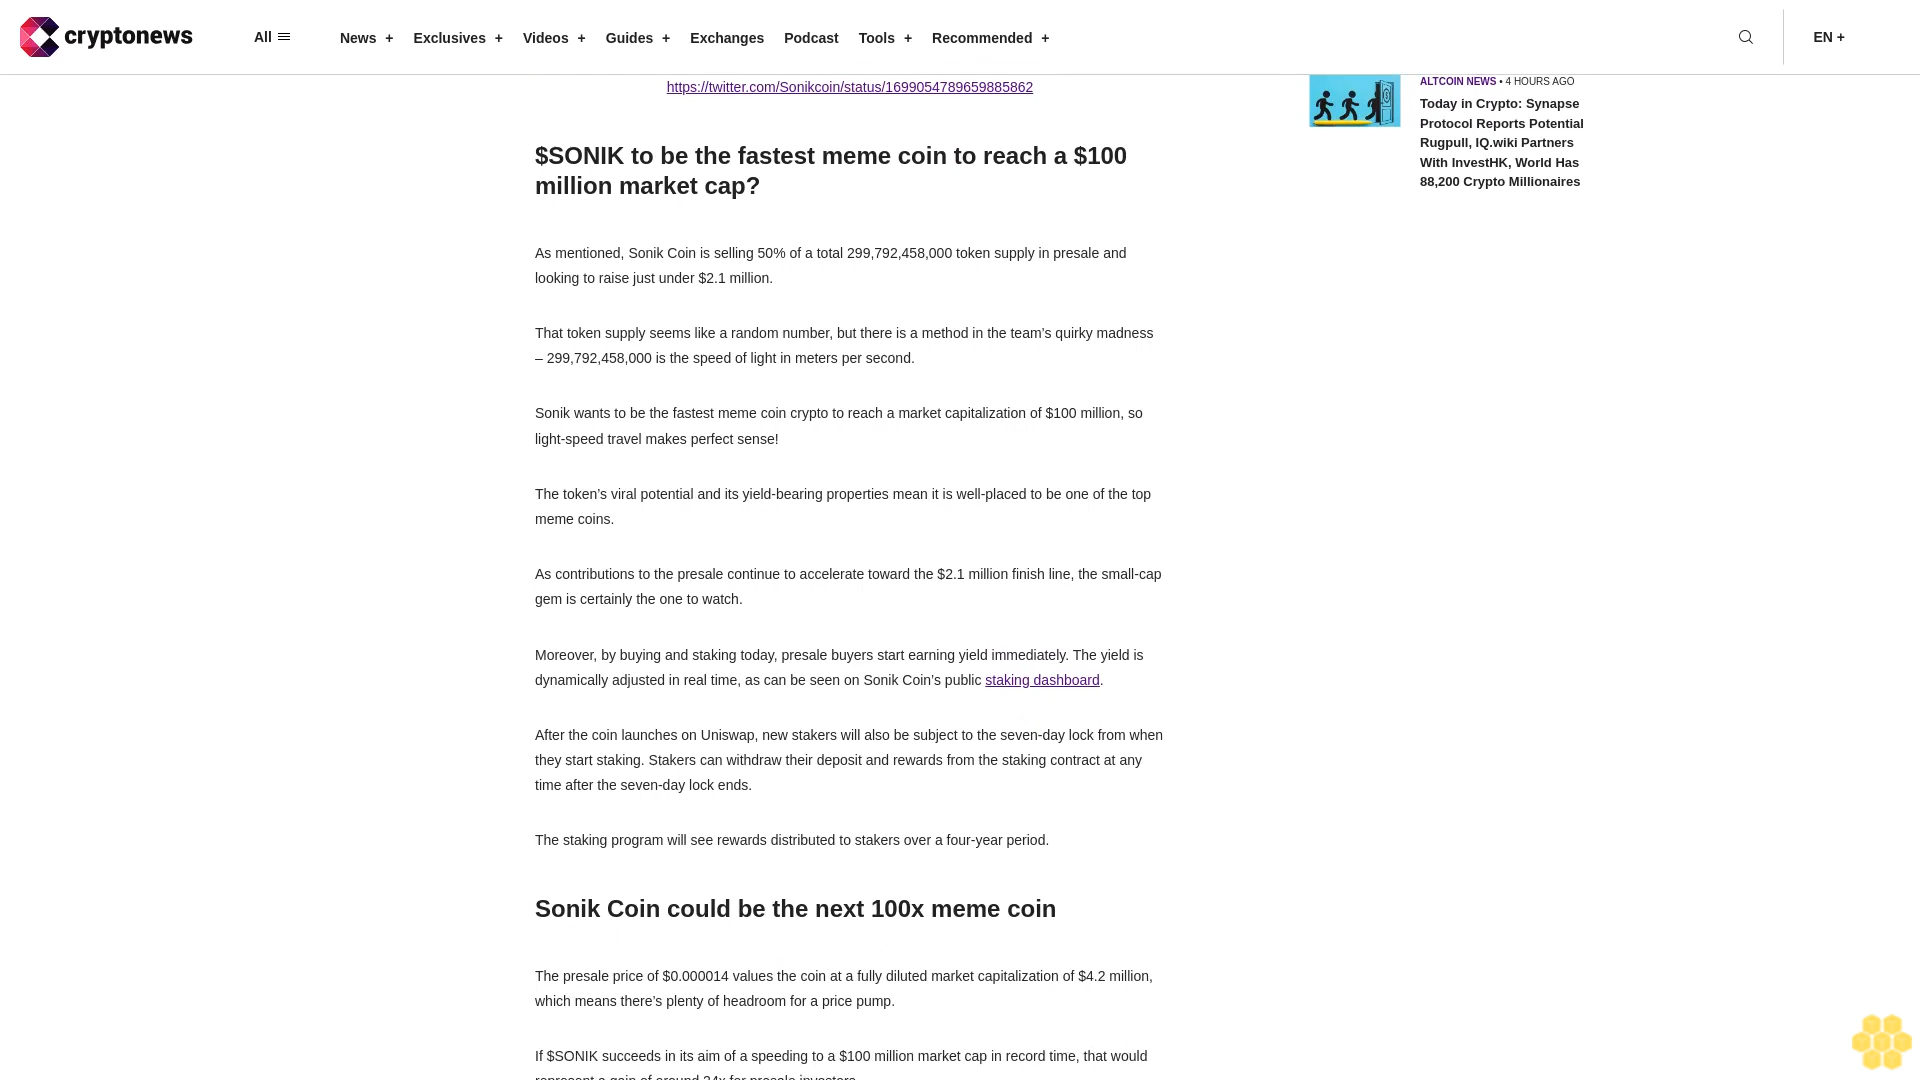 cryptonews
All
News +
Exclusives +
Videos +
Guides +
Exchanges
Podcast
Tools +
Recommended +
EN +
https://twitter.com/Sonikcoin/status/1699054789659885862
$SONIK to be the fastest meme coin to reach a $100
million market cap?
As mentioned, Sonik Coin is selling 50% of a total 299,792,458,000 token supply in presale and
looking to raise just under $2.1 million.
That token supply seems like a random number, but there is a method in the team’s quirky madness
– 299,792,458,000 is the speed of light in meters per second.
Sonik wants to be the fastest meme coin crypto to reach a market capitalization of $100 million, so
light-speed travel makes perfect sense!
The token’s viral potential and its yield-bearing properties mean it is well-placed to be one of the top
meme coins.
As contributions to the presale continue to accelerate toward the $2.1 million finish line, the small-cap
gem is certainly the one to watch.
Moreover, by buying and staking today, presale buyers start earning yield immediately. The yield is
dynamically adjusted in real time, as can be seen on Sonik Coin’s public staking dashboard.
After the coin launches on Uniswap, new stakers will also be subject to the seven-day lock from when
they start staking. Stakers can withdraw their deposit and rewards from the staking contract at any
time after the seven-day lock ends.
The staking program will see rewards distributed to stakers over a four-year period.
Sonik Coin could be the next 100x meme coin
The presale price of $0.000014 values the coin at a fully diluted market capitalization of $4.2 million,
which means there’s plenty of headroom for a price pump.
If $SONIK succeeds in its aim of a speeding to a $100 million market cap in record time, that would
represent a gain of around 24x for presale investors.
ALTCOIN NEWS • 4 HOURS AGO
Today in Crypto: Synapse
Protocol Reports Potential
Rugpull, IQ.wiki Partners
With InvestHK, World Has
88,200 Crypto Millionaires